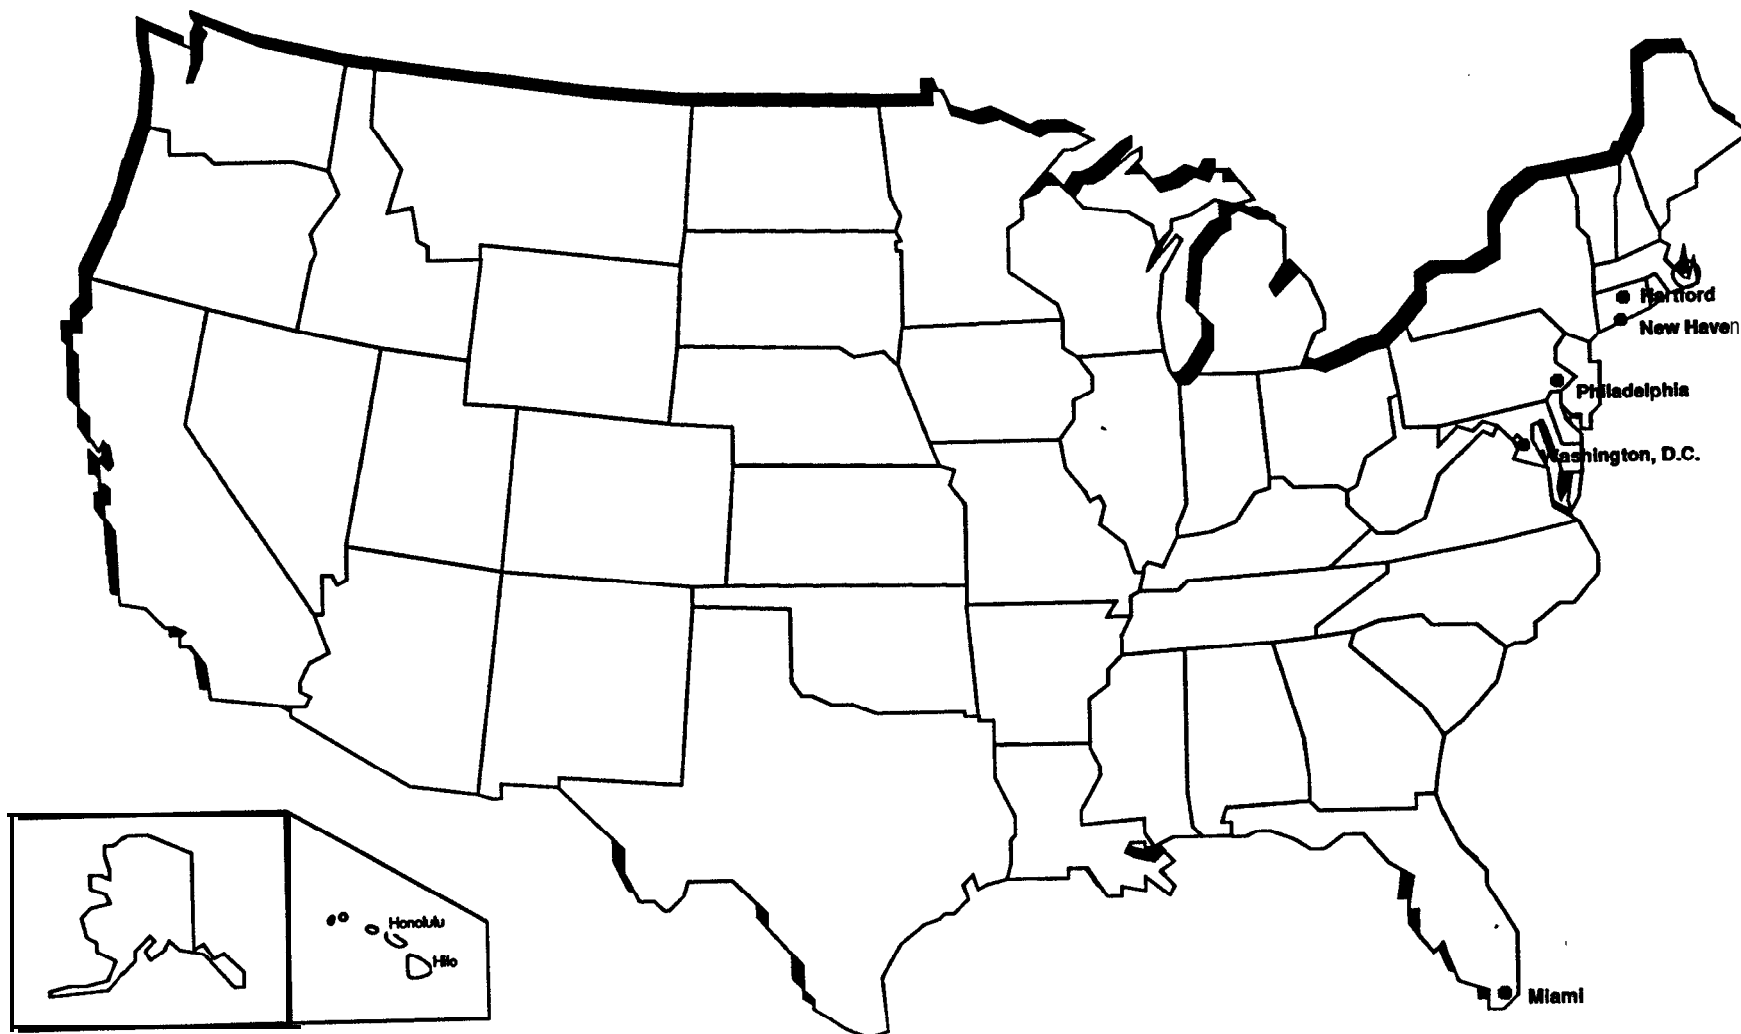 Hartford
New Haven
Philadelphia
Washington, D.C.
Honolulu
Hilo
Miami